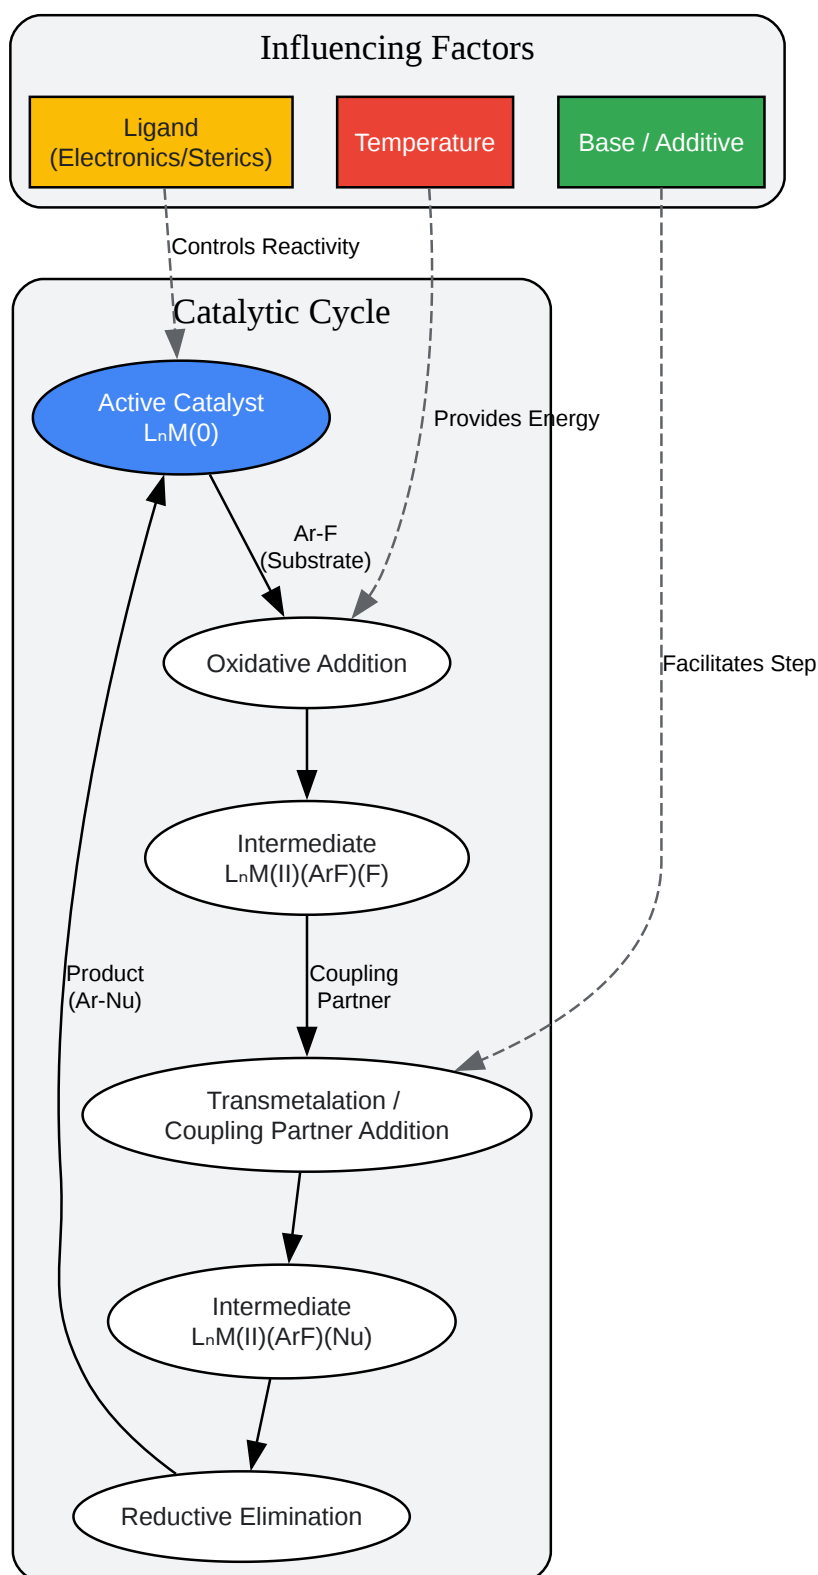 Influencing Factors
Ligand
(Electronics/Sterics)
Temperature
Base / Additive
Controls Reactivity
Catalytic Cycle
Active Catalyst
LₙM(0)
Provides Energy
Ar-F
(Substrate)
Oxidative Addition
Facilitates Step
Intermediate
LₙM(II)(ArF)(F)
Product
(Ar-Nu)
Coupling
Partner
Transmetalation /
Coupling Partner Addition
Intermediate
LₙM(II)(ArF)(Nu)
Reductive Elimination